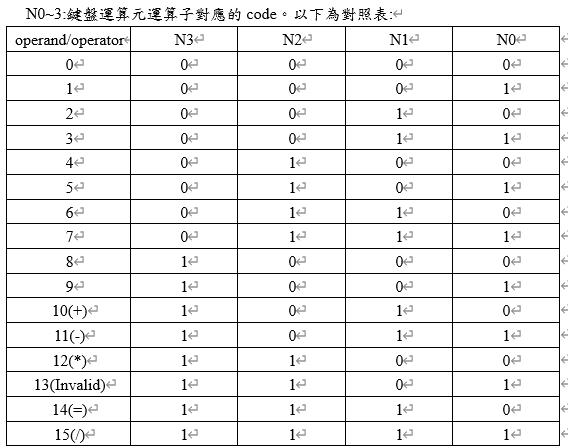 N0~3:鍵盤運算元運算子對應的 code。以下為對照表:
operand/operator N3 N2 N1 N0
0 0 0 0 0
1 0 0 0 1
2 0 0 1 0
3 0 0 1 1
4 0 1 0 0
5 0 1 0 1
6 0 1 1 0
7 0 1 1 1
8 1 0 0 0
9 1 0 0 1
10(+) 1 0 1 0
11(-) 1 0 1 1
12(*) 1 1 0 0
13(Invalid) 1 1 0 1
14(=) 1 1 1 0
15(/) 1 1 1 1